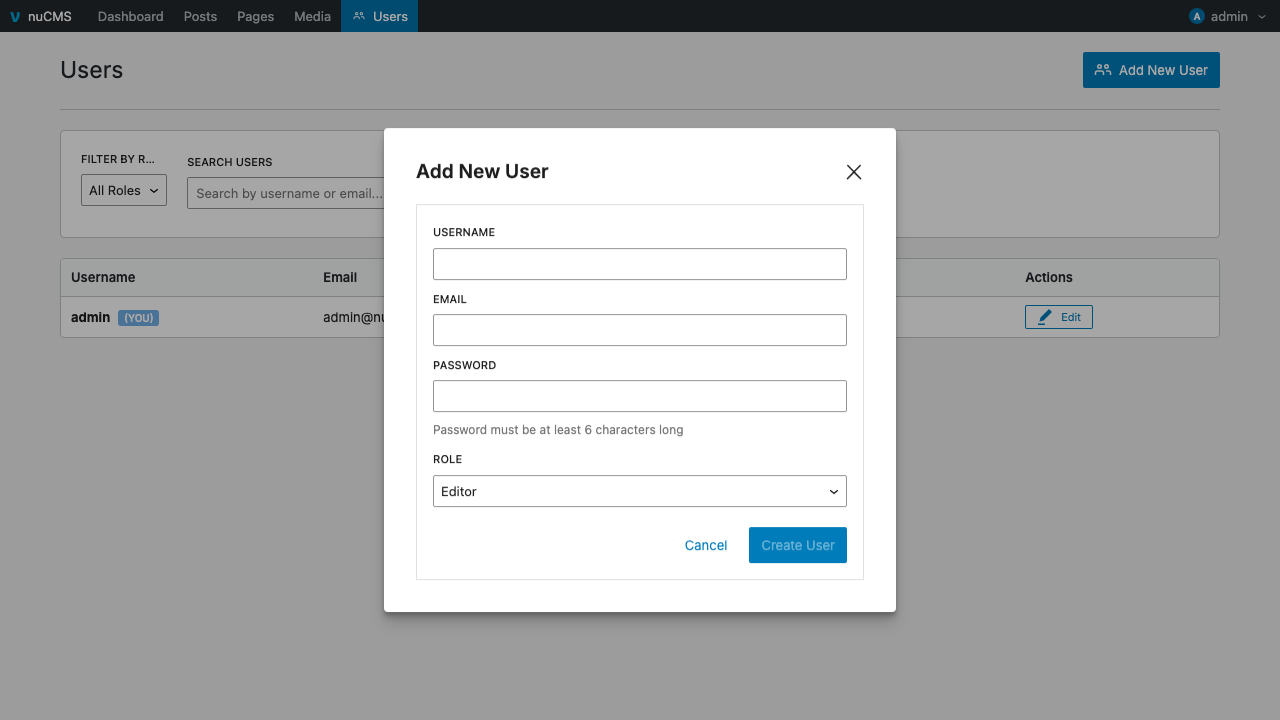 nuCMS Dashboard Posts Pages Media Users admin
A
Users
Add New User
FILTER BY R...
SEARCH USERS
All Roles
Search by username or email...
Username Email Actions
admin (YOU) admin@nu Edit
Add New User
USERNAME
EMAIL
PASSWORD
Password must be at least 6 characters long
ROLE
Editor
Cancel Create User